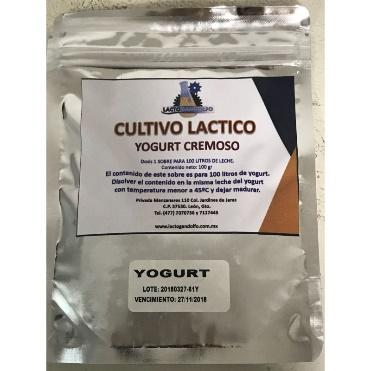 LACTOGANDOLFO
CULTIVO LACTICO
YOGURT CREMOSO
Dosis 1 SOBRE PARA 100 LITROS DE LECHE.
Contenido neto: 100 gr
El contenido de este sobre es para 100 litros de yogurt.
Disolver el contenido en la misma leche del yogurt
con temperatura menor a 45ºC y dejar madurar.
Privada Manzanares 110 Col. Jardines de Jerez
C.P. 37530. León, Gto.
Tel: (477) 7070736 y 7137648
www.lactogandolfo.com.mx
YOGURT
LOTE: 20180327-81Y
VENCIMIENTO: 27/11/2018